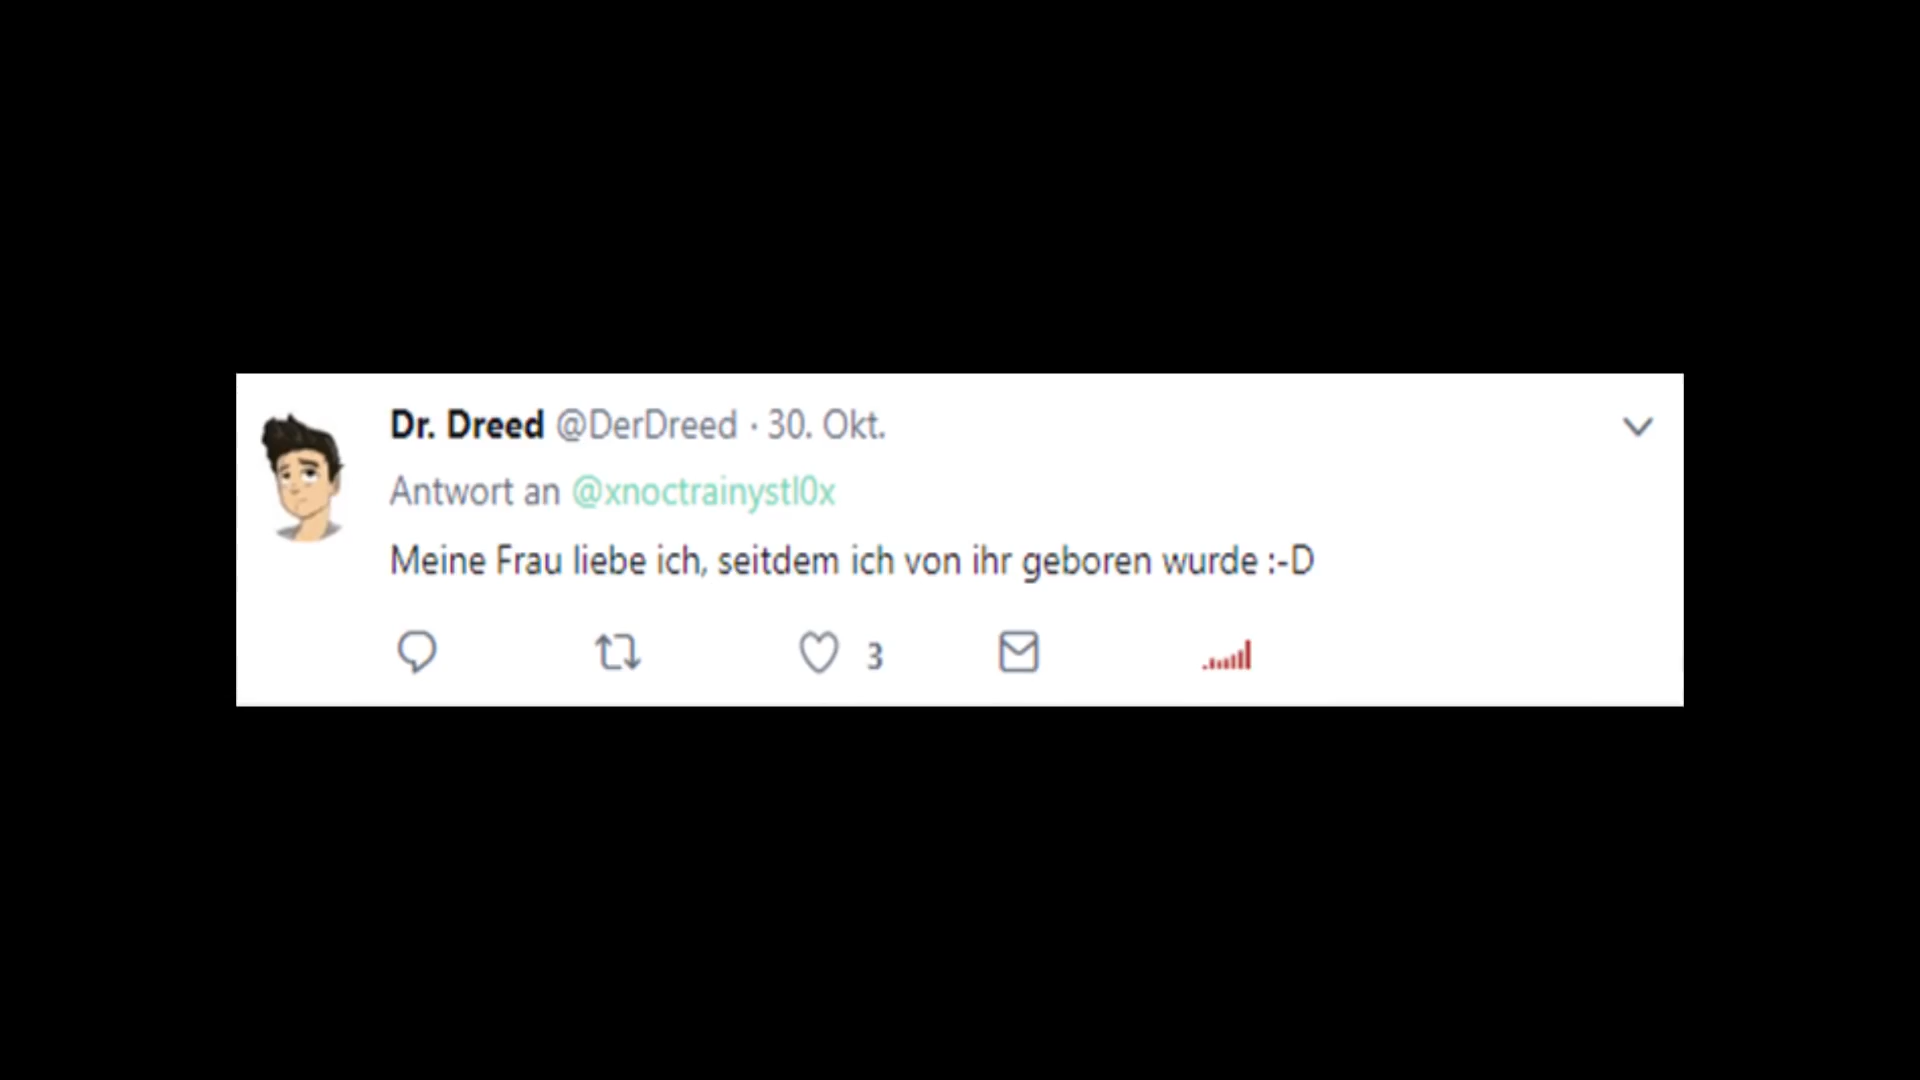 Dr. Dreed @DerDreed · 30. Okt.
Antwort an @xnoctrainystl0x
Meine Frau liebe ich, seitdem ich von ihr geboren wurde :-D
3